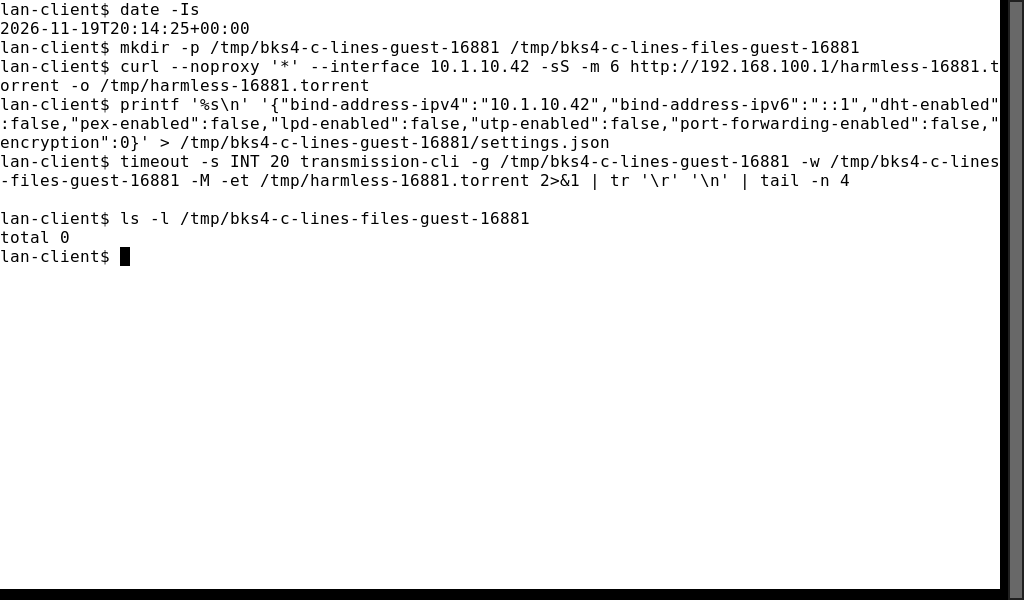 lan-client$ date -Is
2026-11-19T20:14:25+00:00
lan-client$ mkdir -p /tmp/bks4-c-lines-guest-16881 /tmp/bks4-c-lines-files-guest-16881
lan-client$ curl --noproxy '*' --interface 10.1.10.42 -sS -m 6 http://192.168.100.1/harmless-16881.t
orrent -o /tmp/harmless-16881.torrent
lan-client$ printf '%s\n' '{"bind-address-ipv4":"10.1.10.42","bind-address-ipv6":"::1","dht-enabled"
:false,"pex-enabled":false,"lpd-enabled":false,"utp-enabled":false,"port-forwarding-enabled":false,"
encryption":0}' > /tmp/bks4-c-lines-guest-16881/settings.json
lan-client$ timeout -s INT 20 transmission-cli -g /tmp/bks4-c-lines-guest-16881 -w /tmp/bks4-c-lines
-files-guest-16881 -M -et /tmp/harmless-16881.torrent 2>&1 | tr '\r' '\n' | tail -n 4

lan-client$ ls -l /tmp/bks4-c-lines-files-guest-16881
total 0
lan-client$